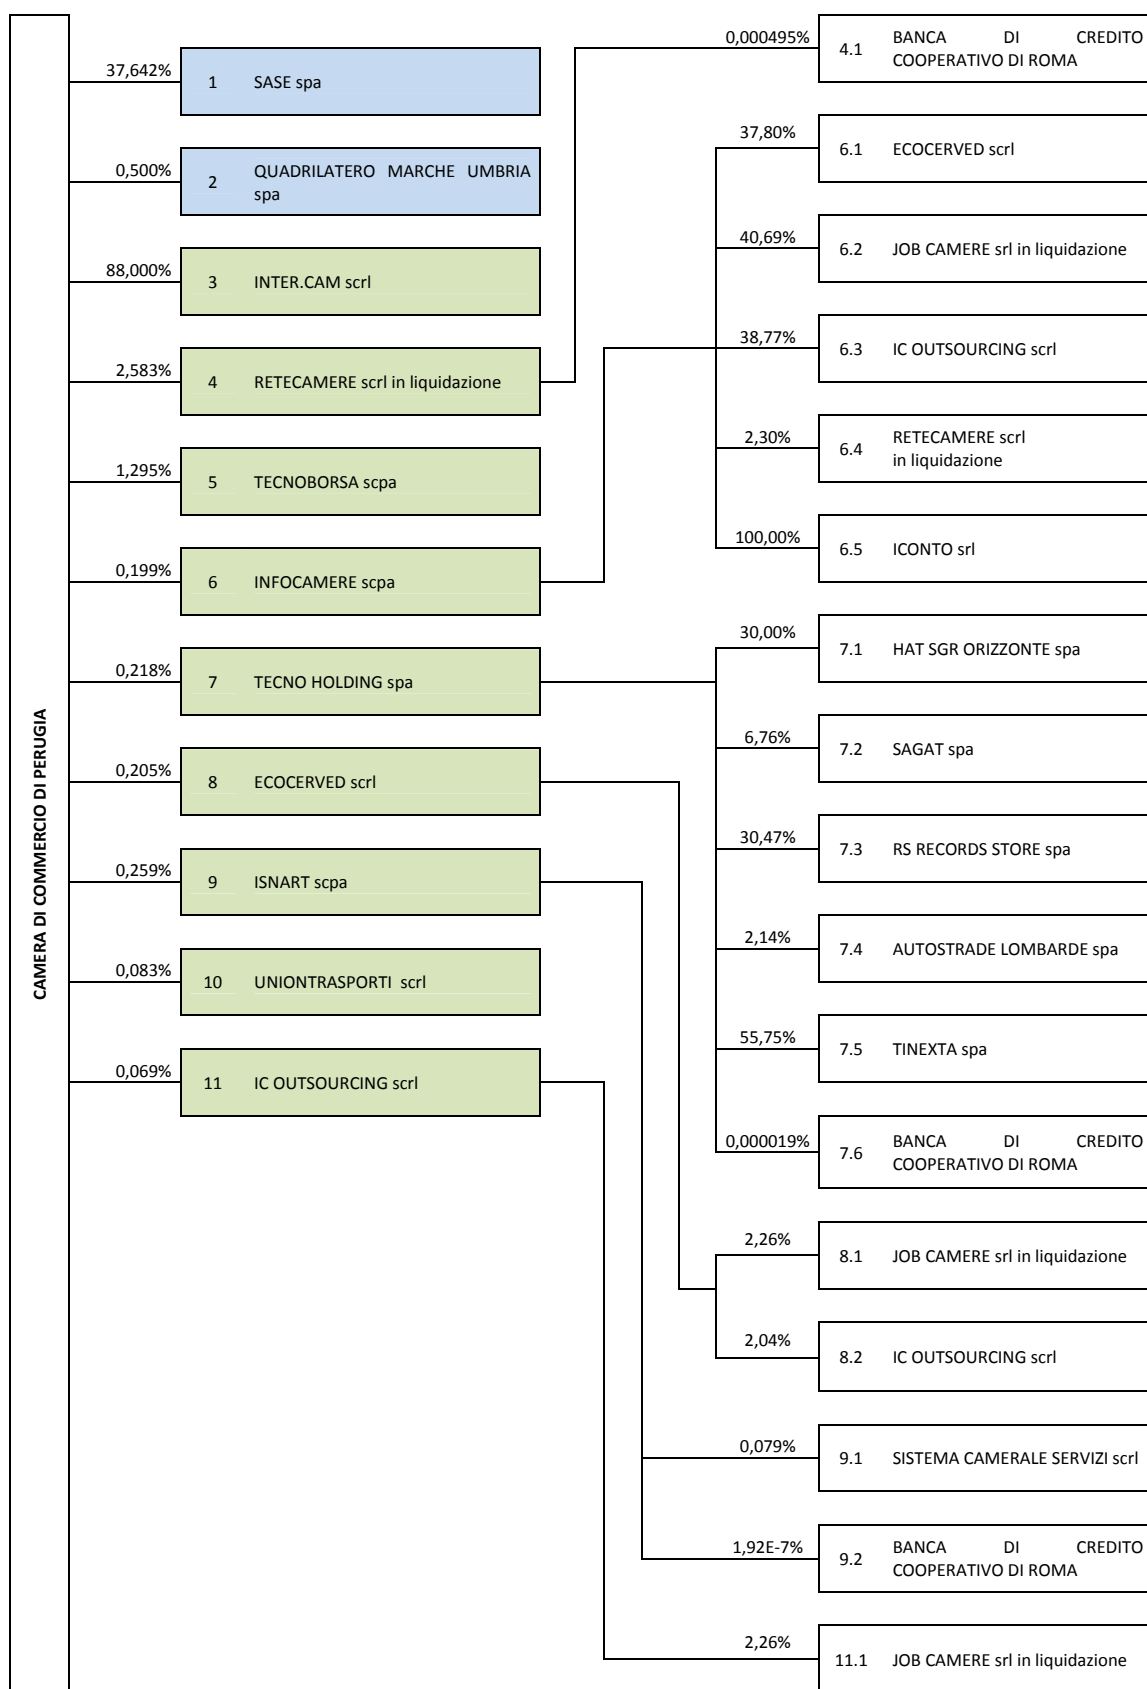 CAMERA DI COMMERCIO DI PERUGIA
37,642%
1 SASE spa
0,500%
2 QUADRILATERO MARCHE UMBRIA
spa
88,000%
3 INTER.CAM scrl
2,583%
4 RETECAMERE scrl in liquidazione
1,295%
5 TECNOBORSA scpa
0,199%
6 INFOCAMERE scpa
0,218%
7 TECNO HOLDING spa
0,205%
8 ECOCERVED scrl
0,259%
9 ISNART scpa
0,083%
10 UNIONTRASPORTI scrl
0,069%
11 IC OUTSOURCING scrl
0,000495%
4.1 BANCA DI CREDITO
COOPERATIVO DI ROMA
37,80%
6.1 ECOCERVED scrl
40,69%
6.2 JOB CAMERE srl in liquidazione
38,77%
6.3 IC OUTSOURCING scrl
2,30%
6.4 RETECAMERE scrl
in liquidazione
100,00%
6.5 ICONTO srl
30,00%
7.1 HAT SGR ORIZZONTE spa
6,76%
7.2 SAGAT spa
30,47%
7.3 RS RECORDS STORE spa
2,14%
7.4 AUTOSTRADE LOMBARDE spa
55,75%
7.5 TINEXTA spa
0,000019%
7.6 BANCA DI CREDITO
COOPERATIVO DI ROMA
2,26%
8.1 JOB CAMERE srl in liquidazione
2,04%
8.2 IC OUTSOURCING scrl
0,079%
9.1 SISTEMA CAMERALE SERVIZI scrl
1,92E-7%
9.2 BANCA DI CREDITO
COOPERATIVO DI ROMA
2,26%
11.1 JOB CAMERE srl in liquidazione